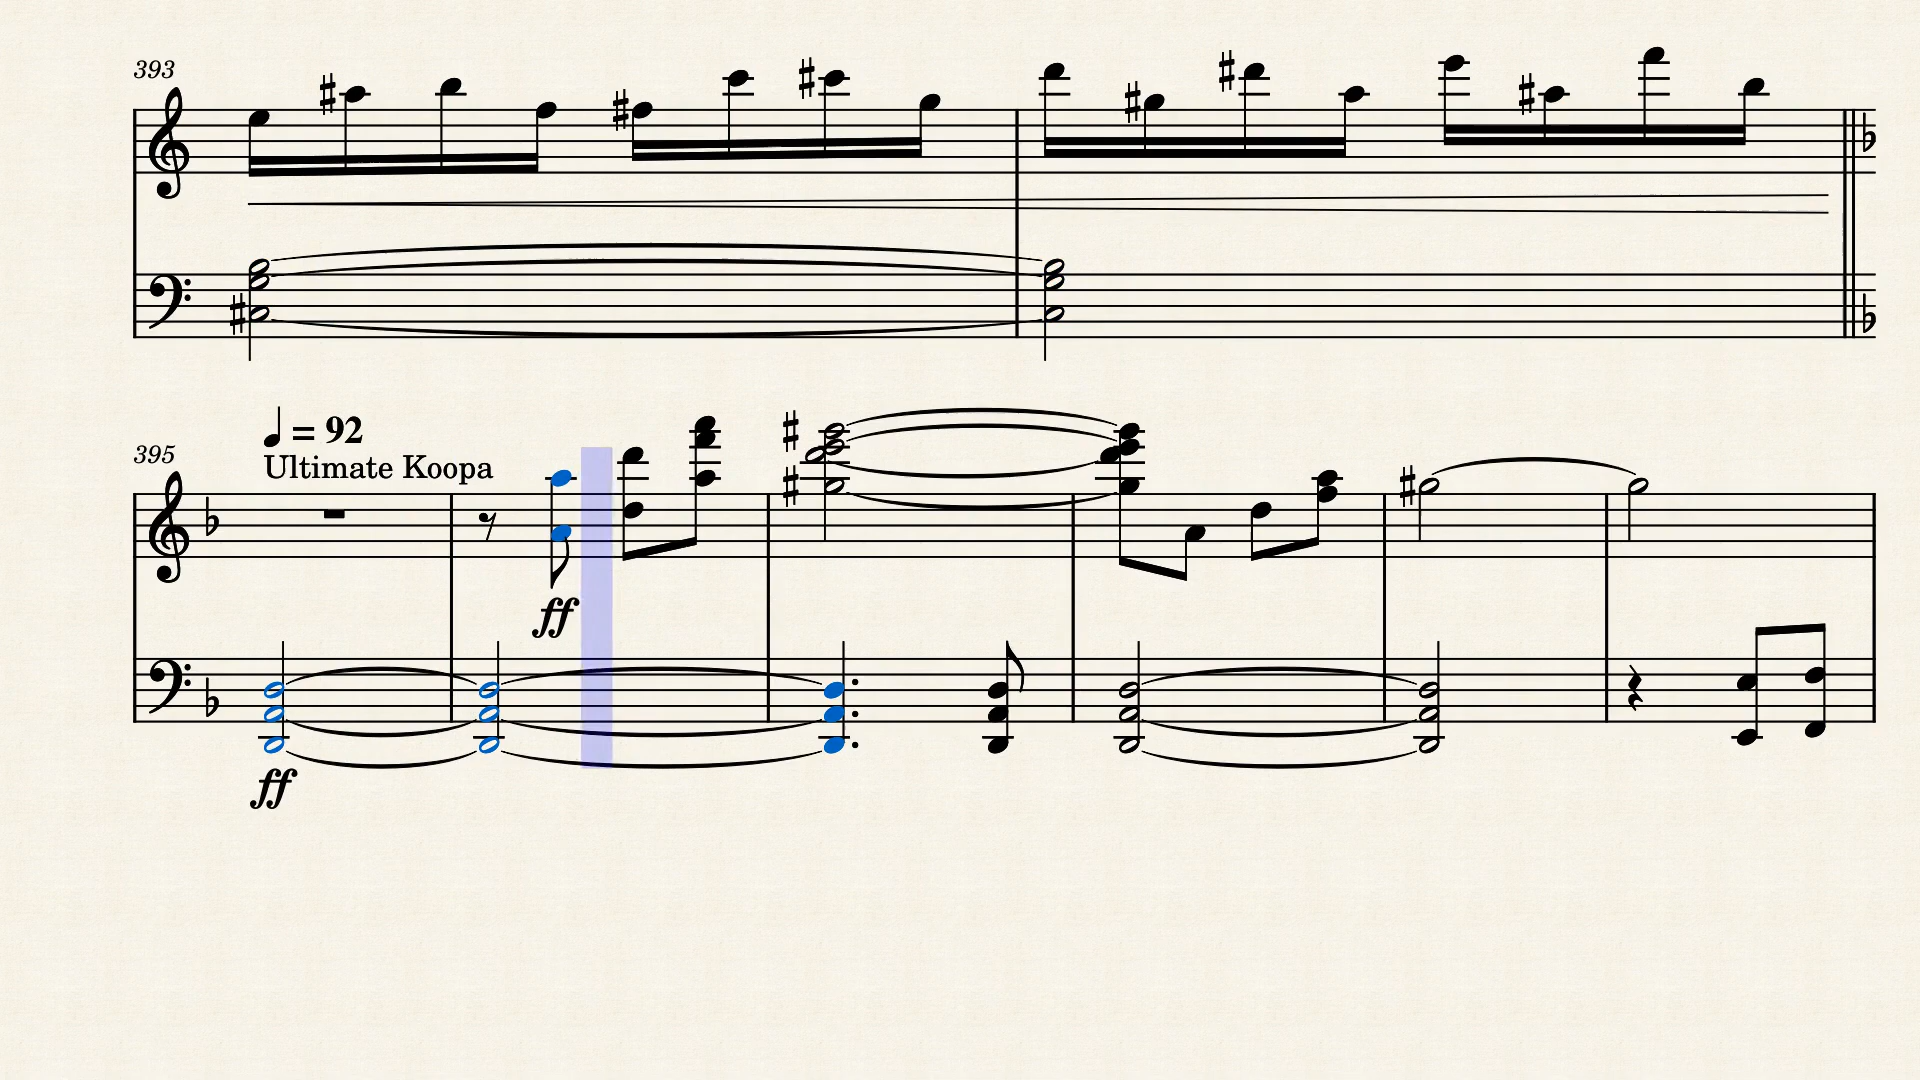 393
395
♩ = 92
Ultimate Koopa
ff
ff